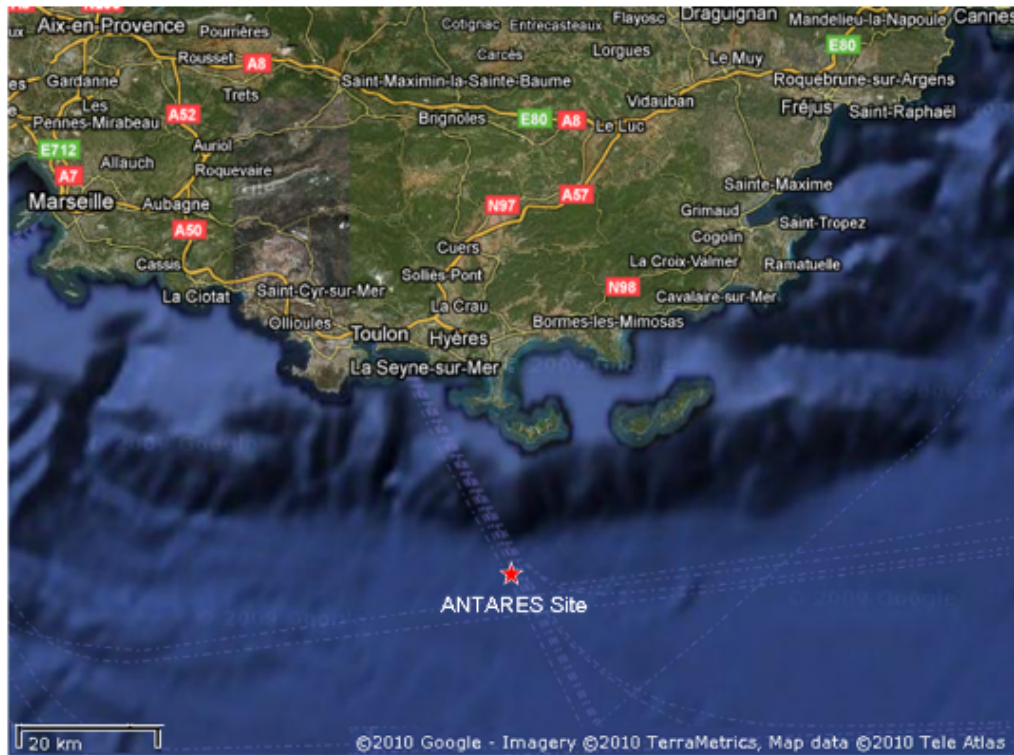 Aix-en-Provence
Pourrières
Cotignac
Entrecasteaux
Flayosc
Draguignan
Mandelieu-la-Napoule
Cannes
E80
Rousset
A8
Carcès
Lorgues
Le Muy
Gardanne
Trets
Saint-Maximin-la-Sainte-Baume
Roquebrune-sur-Argens
Les
Pennes-Mirabeau
A52
Brignoles
E80
A8
Le Luc
Vidauban
Fréjus
Saint-Raphaël
E712
Allauch
Auriol
A7
Roquevaire
Marseille
Aubagne
N97
A57
Sainte-Maxime
Grimaud
Saint-Tropez
A50
Cuers
Cogolin
Cassis
Solliès-Pont
La Croix-Valmer
Ramatuelle
La Ciotat
Saint-Cyr-sur-Mer
La Crau
N98
Cavalaire-sur-Mer
Ollioules
Toulon
Hyères
Bormes-les-Mimosas
La Seyne-sur-Mer
ANTARES Site
20 km
©2010 Google - Imagery ©2010 TerraMetrics, Map data ©2010 Tele Atlas